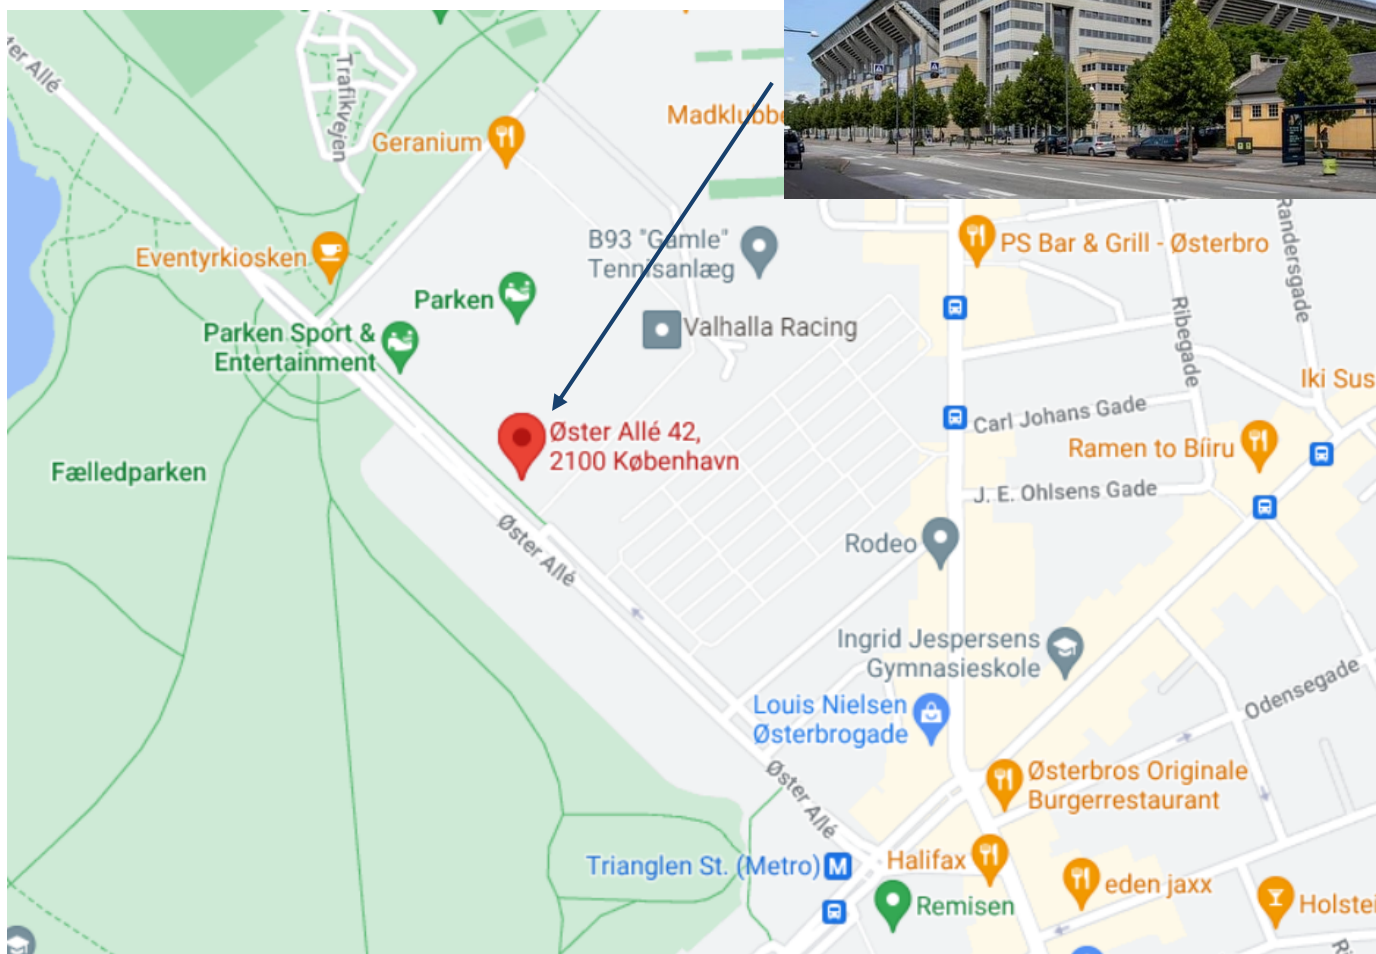 ter Allé
Trafikvejen
Geranium
Madklubbe
Eventyrkiosken
B93 "Gamle"
Tennisanlæg
PS Bar & Grill - Østerbro
Randersgade
Parken
Parken Sport &
Entertainment
Valhalla Racing
Ribegade
Iki Sus
Øster Allé 42,
2100 København
Carl Johans Gade
Ramen to Bíiru
Fælledparken
J. E. Ohlsens Gade
Øster Allé
Rodeo
Ingrid Jespersens
Gymnasieskole
Louis Nielsen
Østerbrogade
Odensegade
Øster Allé
Østerbros Originale
Burgerrestaurant
Trianglen St. (Metro) M
Halifax
eden jaxx
Remisen
Holstei